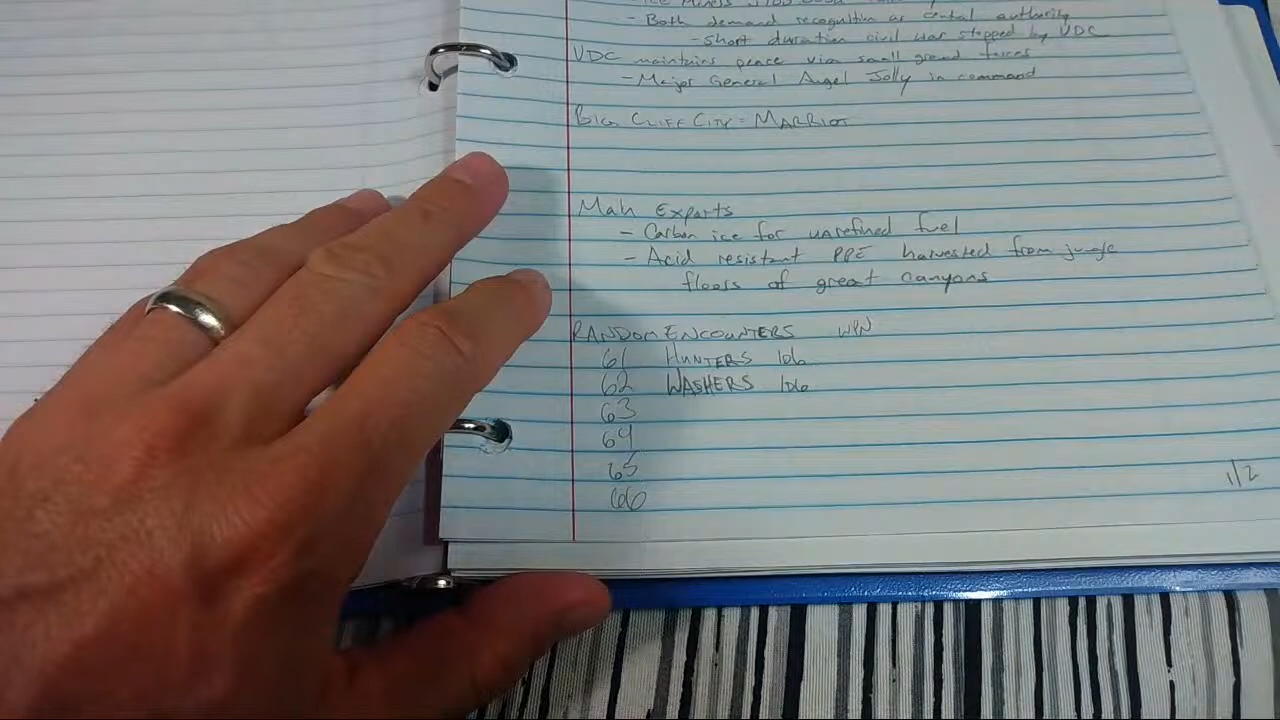 - Both demand recognition as central authority
- short duration civil war stopped by VDC
VDC maintains peace via small ground forces
- Major General Angel Jolly in command
BIG CLIFF CITY = MARRIOT
Main Exports
- Carbon ice for unrefined fuel
- Acid resistant PPE harvested from jungle
floors of great canyons
RANDOM ENCOUNTERS WPN
61 HUNTERS 1D6
62 WASHERS 1D6
63
64
65
66
1/2